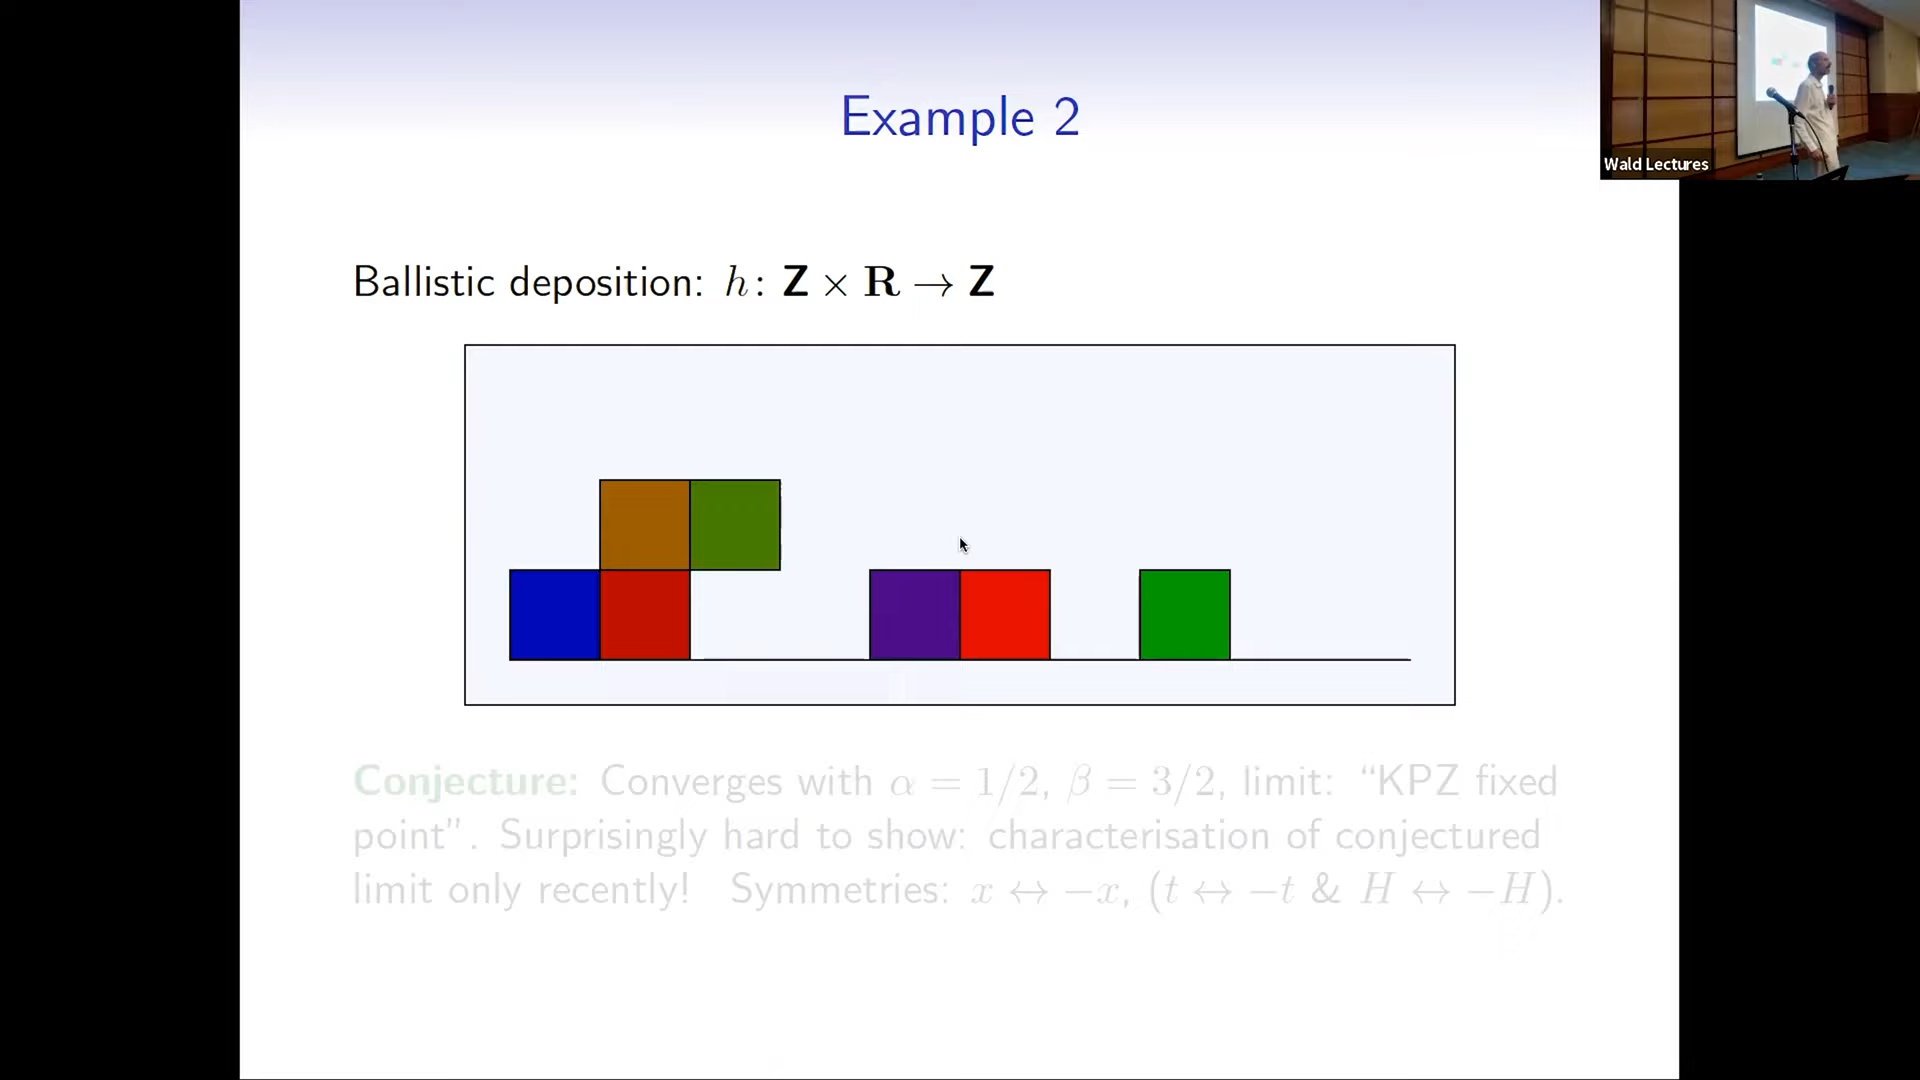 Example 2
Wald Lectures
Ballistic deposition: h: Z × R → Z
Conjecture: Converges with α = 1/2, β = 3/2, limit: “KPZ fixed
point”. Surprisingly hard to show: characterisation of conjectured
limit only recently! Symmetries: x ↔ −x, (t ↔ −t & H ↔ −H).